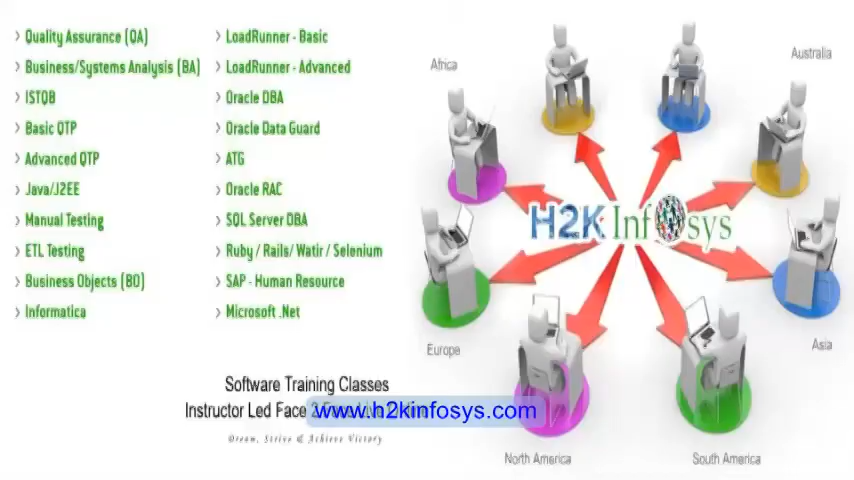 Quality Assurance (QA)
Business/Systems Analysis (BA)
ISTQB
Basic QTP
Advanced QTP
Java/J2EE
Manual Testing
ETL Testing
Business Objects (BO)
Informatica
LoadRunner - Basic
LoadRunner - Advanced
Oracle DBA
Oracle Data Guard
ATG
Oracle RAC
SQL Server DBA
Ruby / Rails/ Watir / Selenium
SAP - Human Resource
Microsoft .Net
Africa
Australia
H2K Infosys
Europe
Asia
North America
South America
Software Training Classes
Instructor Led Face 2
www.h2kinfosys.com
Dream, Strive & Achieve Victory